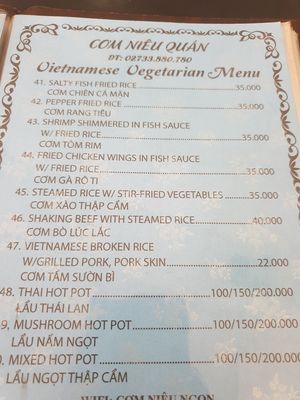 CƠM NIÊU QUÁN
ĐT: 02733.880.780
Vietnamese Vegetarian Menu
41. SALTY FISH FRIED RICE 35.000
CƠM CHIÊN CÁ MẶN
42. PEPPER FRIED RICE 35.000
CƠM RANG TIÊU
43. SHRIMP SHIMMERED IN FISH SAUCE
W/ FRIED RICE 35.000
CƠM TÔM RIM
44. FRIED CHICKEN WINGS IN FISH SAUCE
W/ FRIED RICE 35.000
CƠM GÀ RÔ TI
45. STEAMED RICE W/ STIR-FRIED VEGETABLES 35.000
CƠM XÀO THẬP CẨM
46. SHAKING BEEF WITH STEAMED RICE 40.000
CƠM BÒ LÚC LẮC
47. VIETNAMESE BROKEN RICE
W/GRILLED PORK, PORK SKIN 22.000
CƠM TẤM SƯỜN BÌ
48. THAI HOT POT 100/150/200.000
LẨU THÁI LAN
9. MUSHROOM HOT POT 100/150/200.000
LẨU NẤM NGỌT
. MIXED HOT POT 100/150/200.000
LẨU NGỌT THẬP CẨM
WIFI: CƠM NIÊU NGON